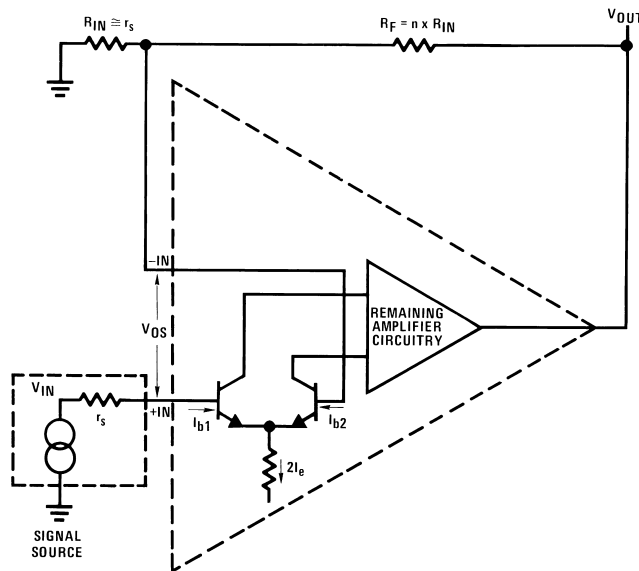 R_IN ≅ r_s
R_F = n x R_IN
V_OUT
−IN
V_OS
REMAINING
AMPLIFIER
CIRCUITRY
V_IN
r_s
+IN
I_b1
I_b2
2I_e
SIGNAL
SOURCE